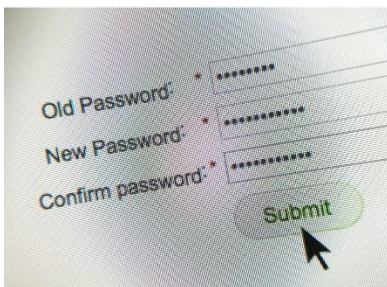 Old Password: * ••••••••
New Password: * •••••••••••
Confirm password: * •••••••••••
Submit